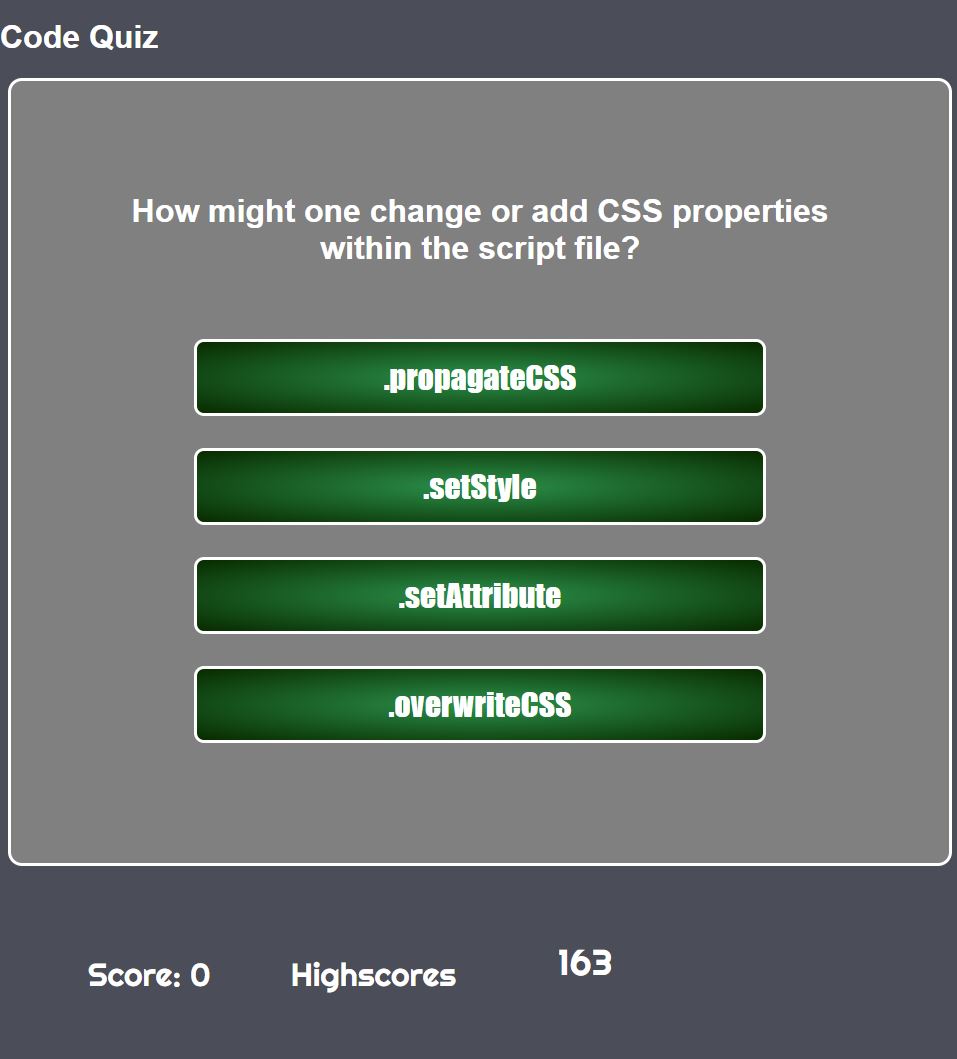 Code Quiz
How might one change or add CSS properties
within the script file?
.propagateCSS
.setStyle
.setAttribute
.overwriteCSS
Score: 0 Highscores 163